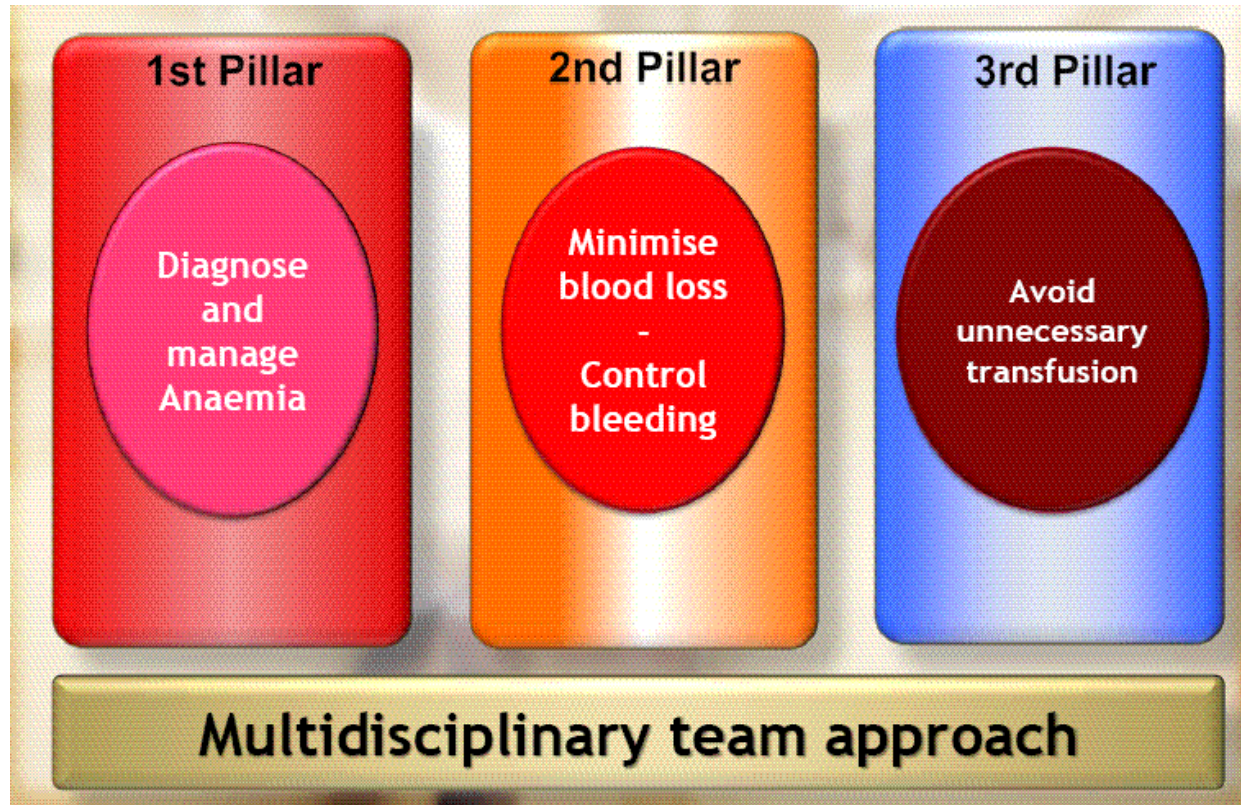 1st Pillar
Diagnose
and
manage
Anaemia
2nd Pillar
Minimise
blood loss
-
Control
bleeding
3rd Pillar
Avoid
unnecessary
transfusion
Multidisciplinary team approach